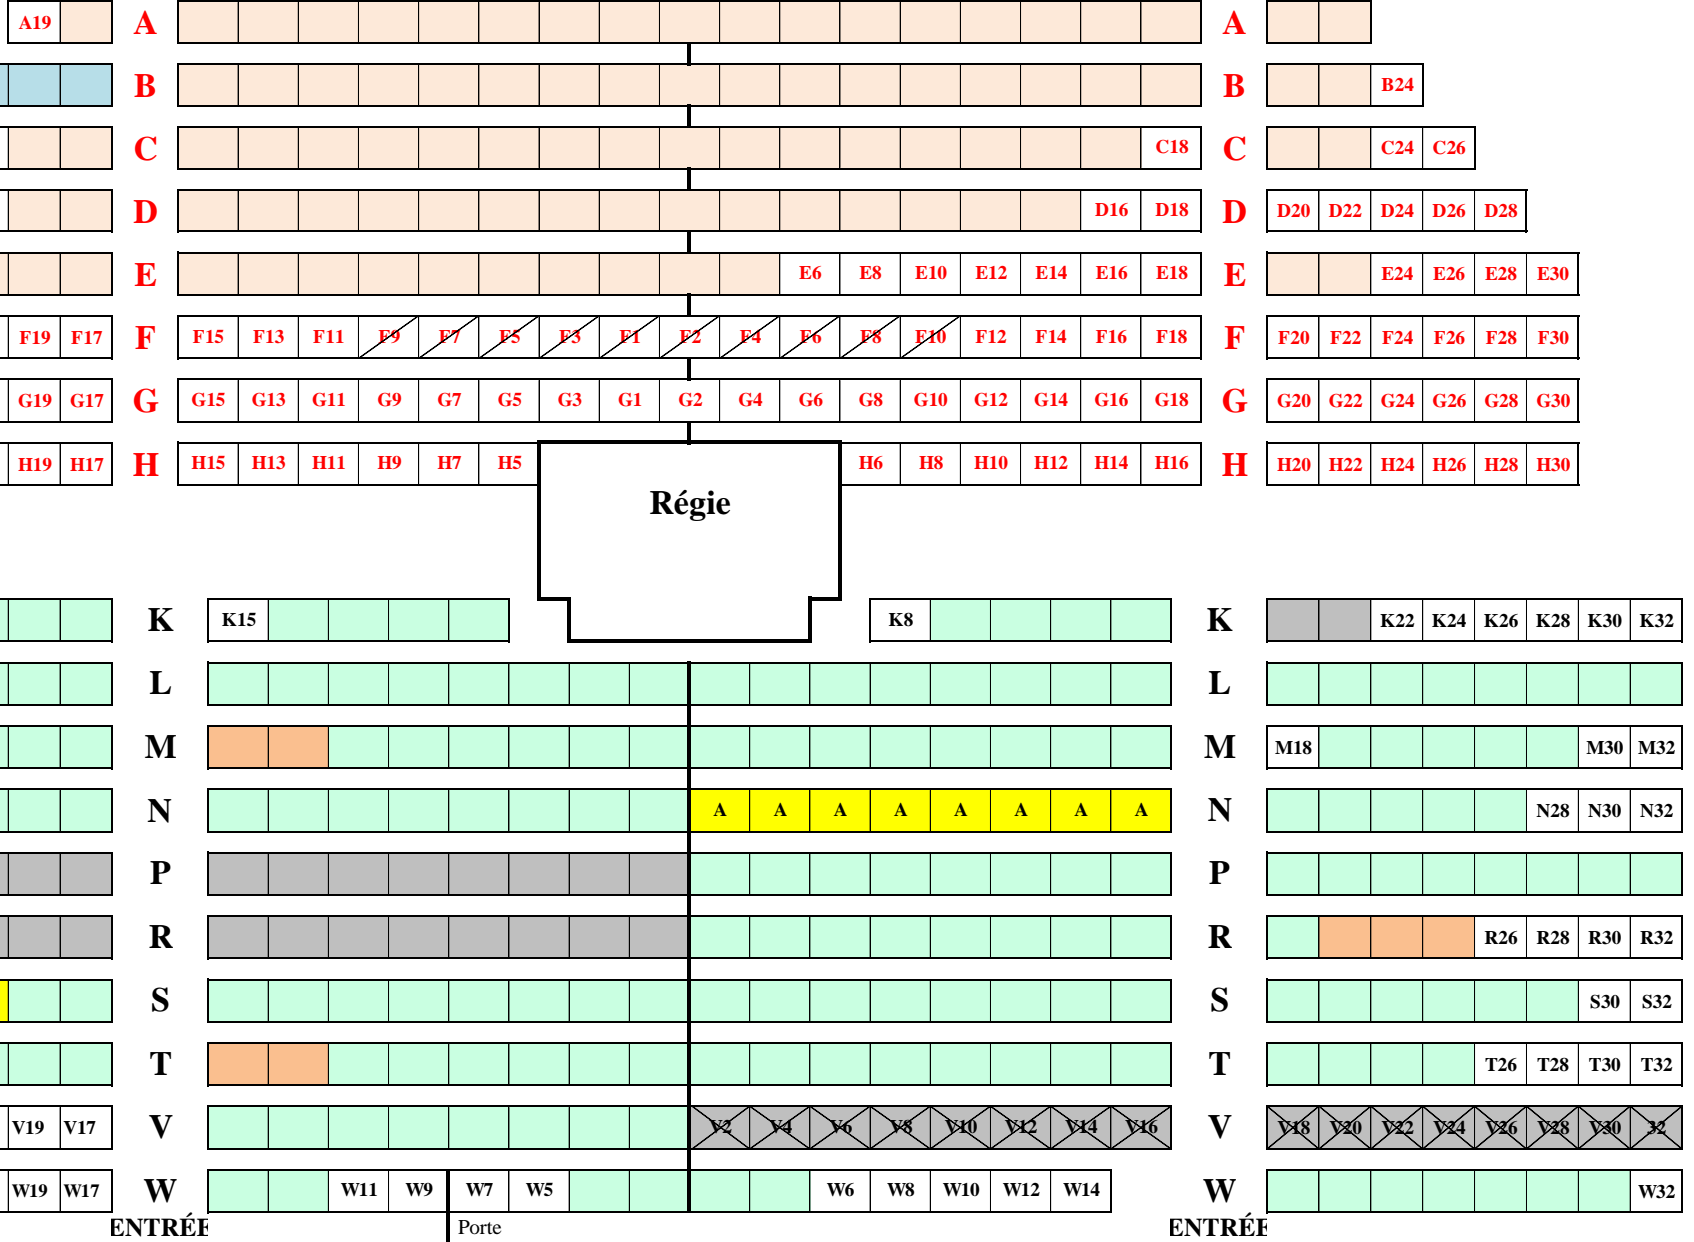 A19 A A
B B B24
C C18 C C24 C26
D D16 D18 D D20 D22 D24 D26 D28
E E6 E8 E10 E12 E14 E16 E18 E E24 E26 E28 E30
F19 F17 F F15 F13 F11 F9 F7 F5 F3 F1 F2 F4 F6 F8 F10 F12 F14 F16 F18 F F20 F22 F24 F26 F28 F30
G19 G17 G G15 G13 G11 G9 G7 G5 G3 G1 G2 G4 G6 G8 G10 G12 G14 G16 G18 G G20 G22 G24 G26 G28 G30
H19 H17 H H15 H13 H11 H9 H7 H5 H6 H8 H10 H12 H14 H16 H H20 H22 H24 H26 H28 H30
Régie
K K15 K8 K K22 K24 K26 K28 K30 K32
L L
M M M18 M30 M32
N A A A A A A A A N N28 N30 N32
P P
R R R26 R28 R30 R32
S S S30 S32
T T T26 T28 T30 T32
V19 V17 V V2 V4 V6 V8 V10 V12 V14 V16 V V18 V20 V22 V24 V26 V28 V30 32
W19 W17 W W11 W9 W7 W5 W6 W8 W10 W12 W14 W W32
ENTRÉE Porte ENTRÉE